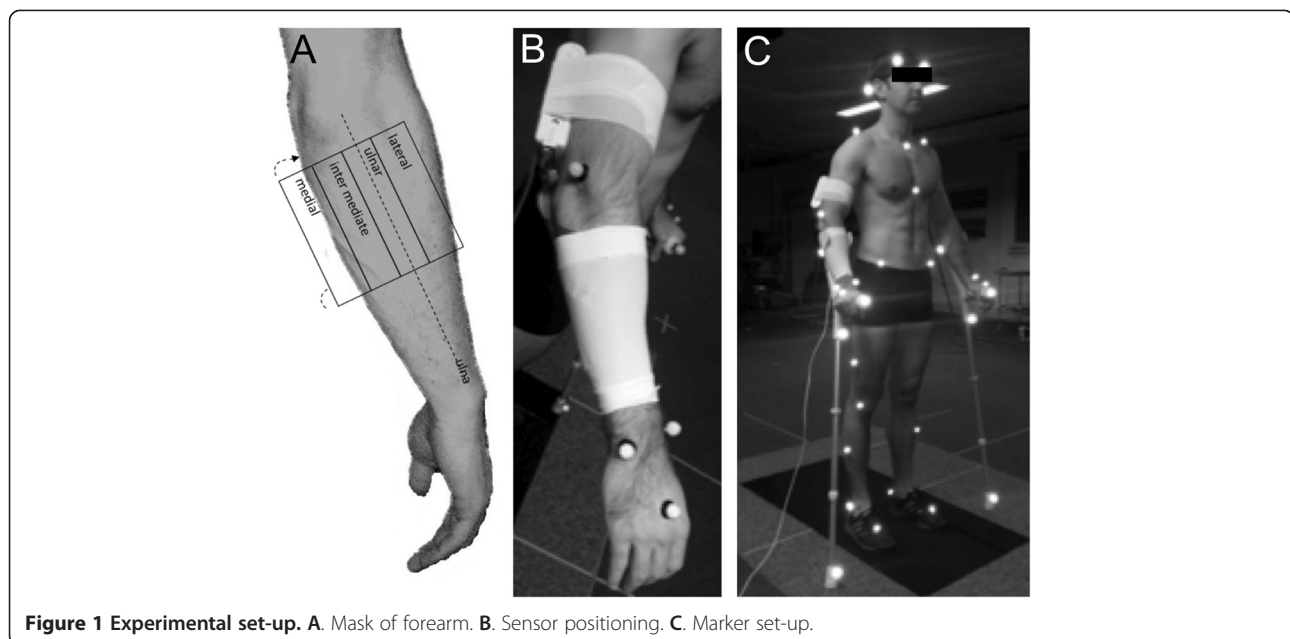 A
B
C
medial
inter mediate
ulnar
lateral
ulna
Figure 1 Experimental set-up. A. Mask of forearm. B. Sensor positioning. C. Marker set-up.